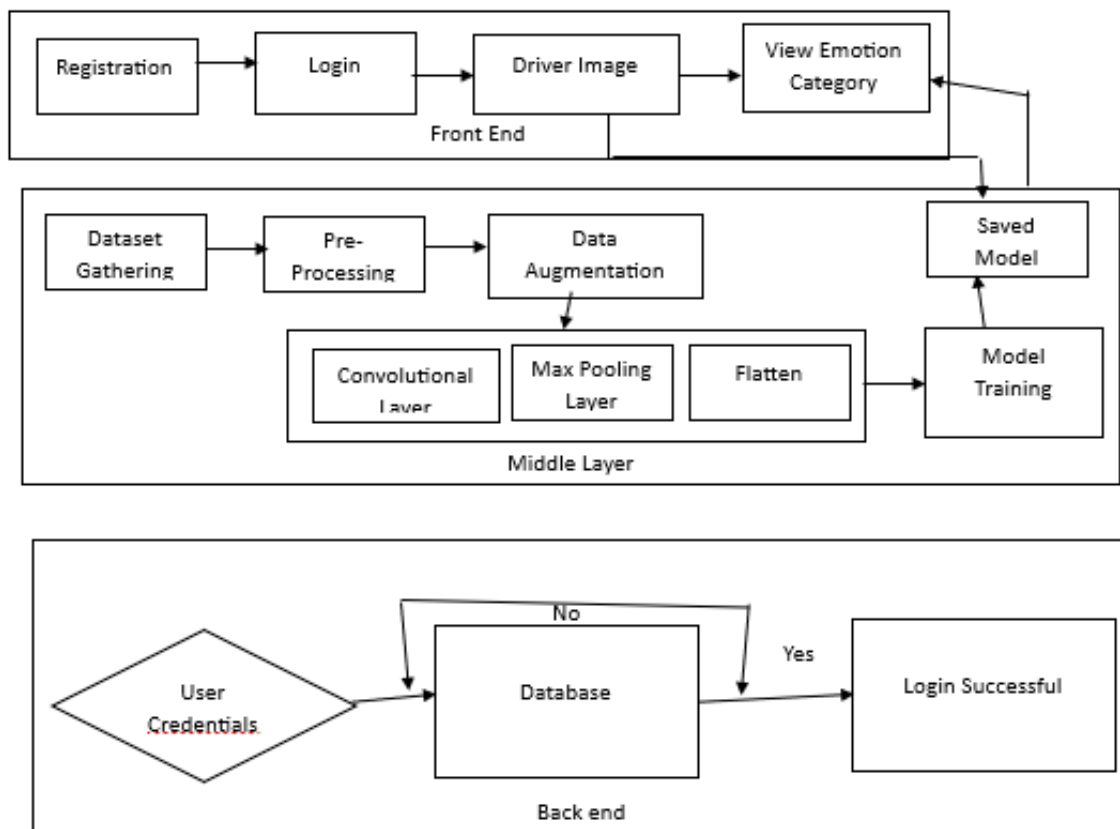 Registration
Login
Driver Image
View Emotion
Category
Front End
Dataset
Gathering
Pre-
Processing
Data
Augmentation
Saved
Model
Convolutional
Layer
Max Pooling
Layer
Flatten
Model
Training
Middle Layer
No
User
Credentials
Database
Yes
Login Successful
Back end